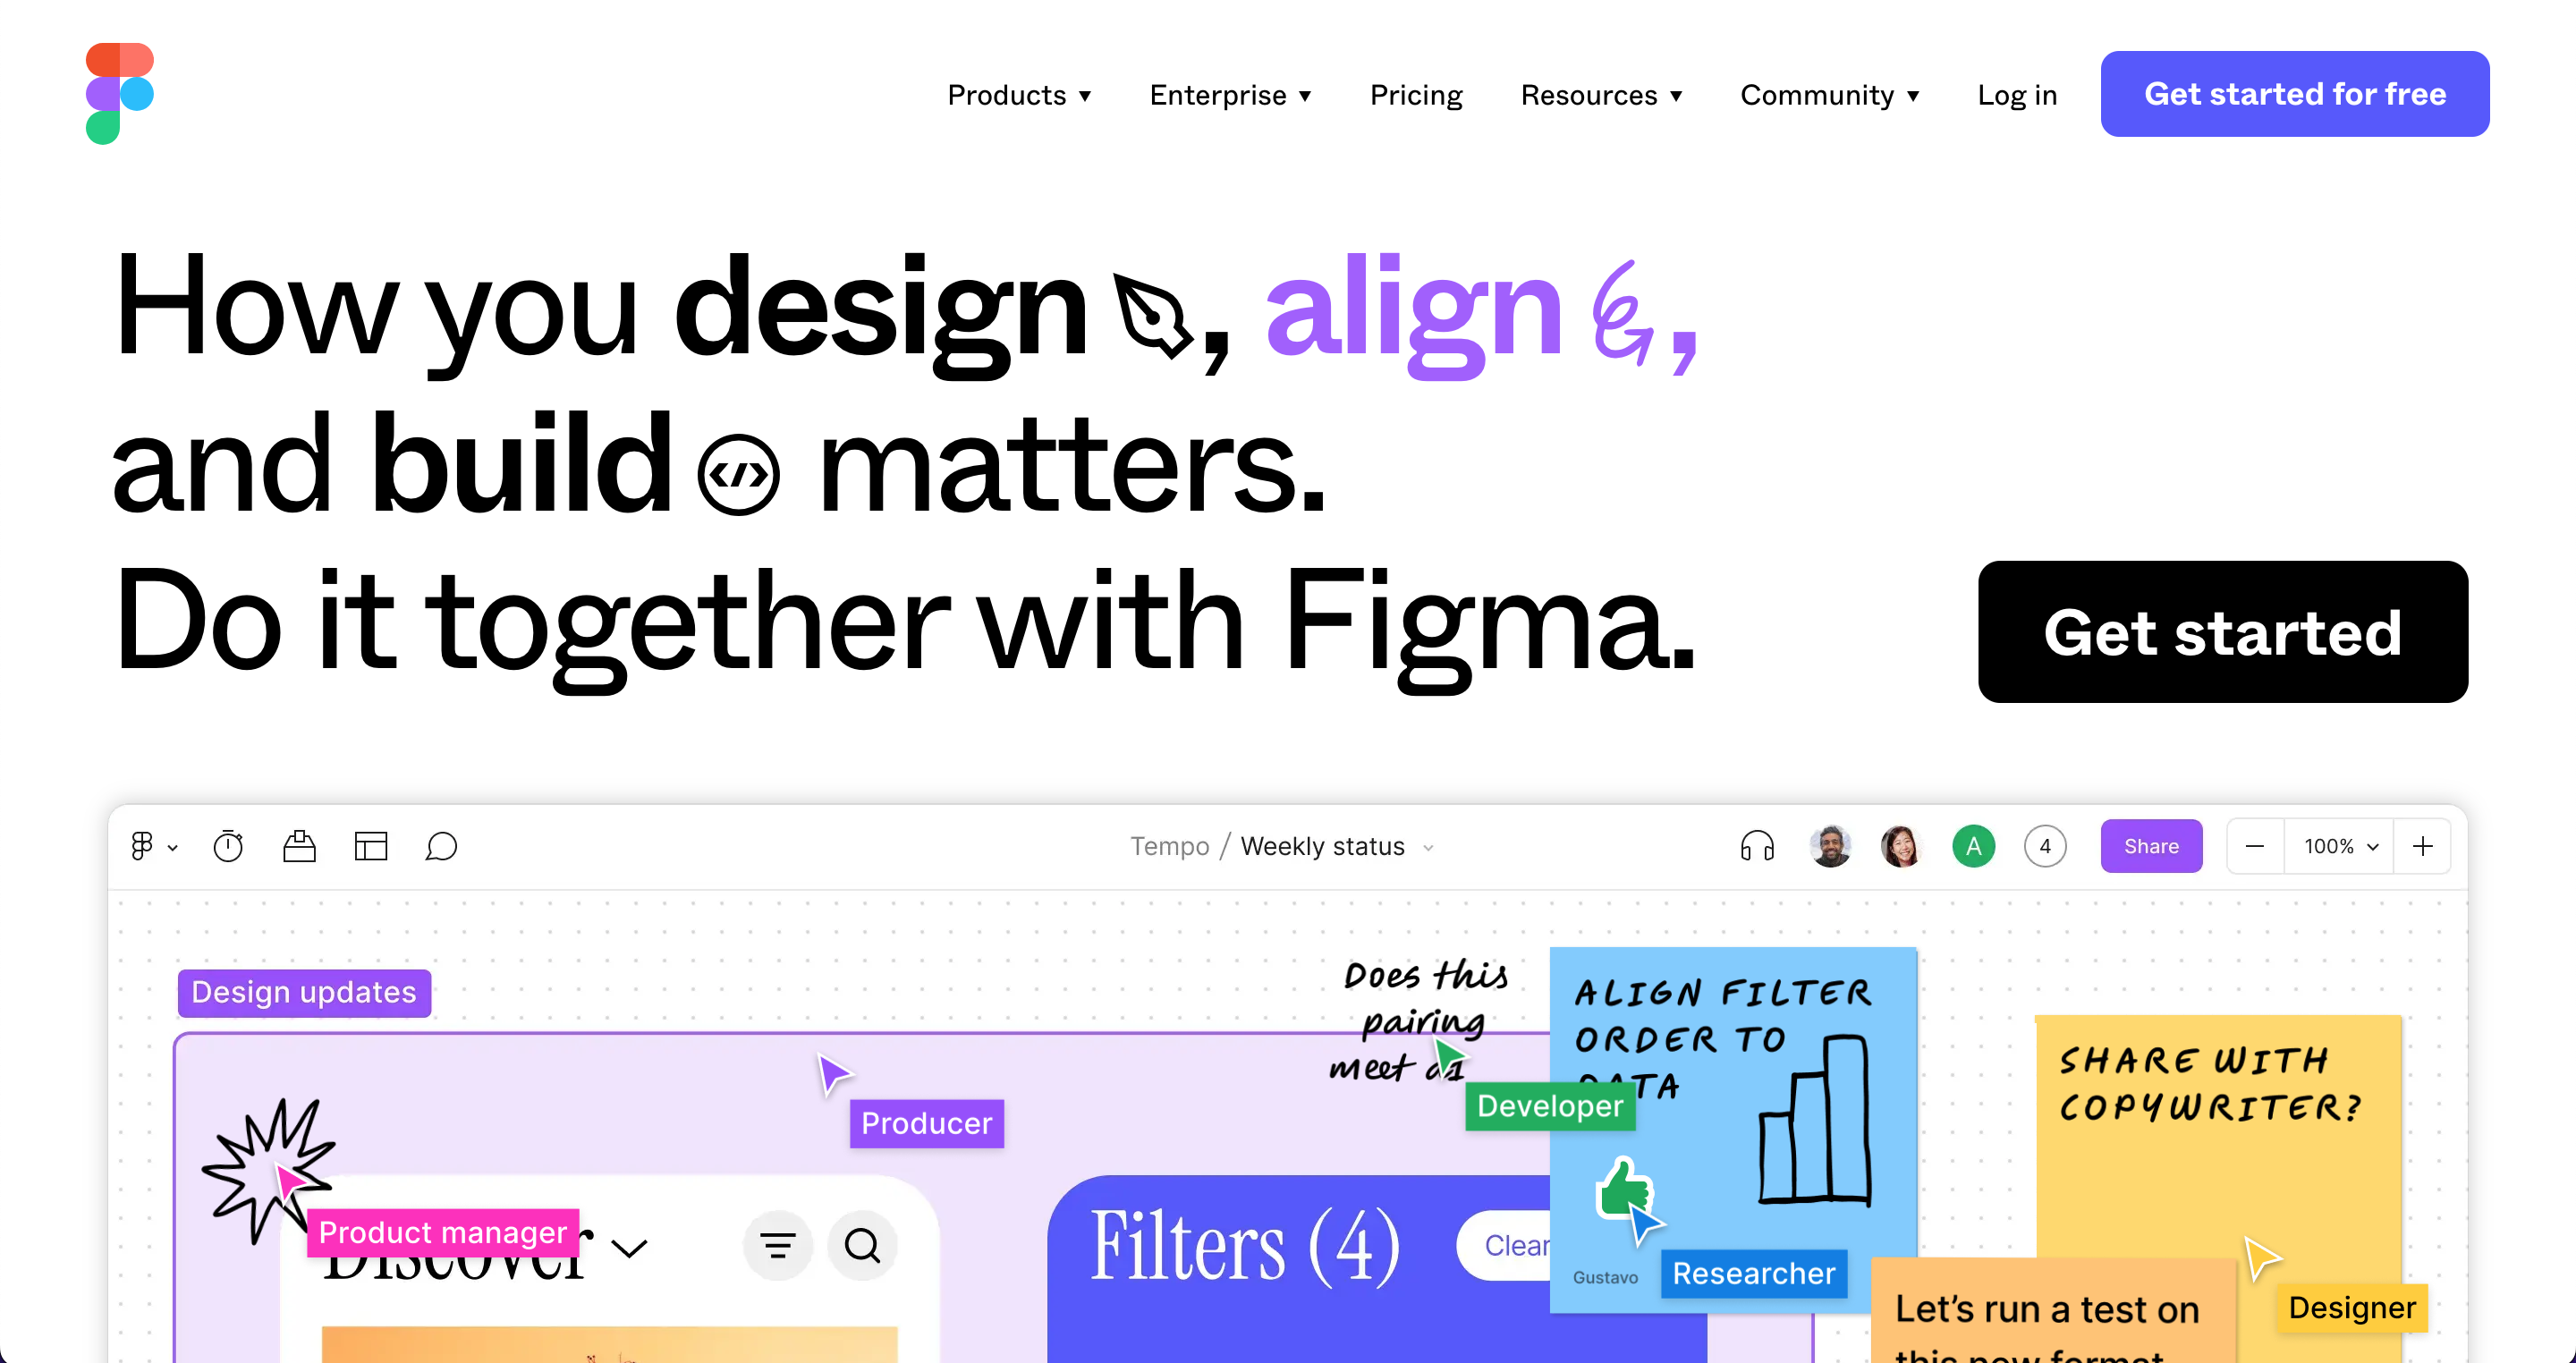 Products
Enterprise
Pricing
Resources
Community
Log in
Get started for free
How you design, align,
and build </> matters.
Do it together with Figma.
Get started
Tempo / Weekly status
A
4
Share
100%
Design updates
Does this
pairing
meet a1
ALIGN FILTER
ORDER TO
DATA
SHARE WITH
COPYWRITER?
Producer
Developer
Product manager
Discover
Filters (4)
Clear
Gustavo
Researcher
Designer
Let's run a test on
this new format